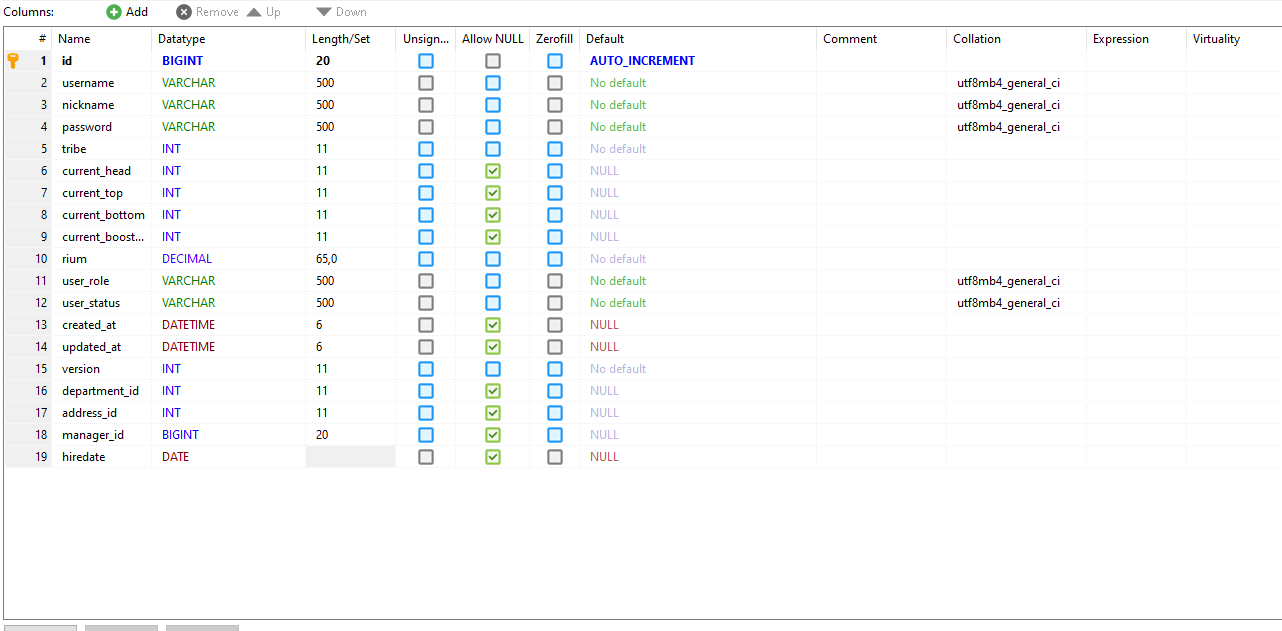 Columns: Add Remove Up Down
# Name Datatype Length/Set Unsign... Allow NULL Zerofill Default Comment Collation Expression Virtuality
1 id BIGINT 20 AUTO_INCREMENT
2 username VARCHAR 500 No default utf8mb4_general_ci
3 nickname VARCHAR 500 No default utf8mb4_general_ci
4 password VARCHAR 500 No default utf8mb4_general_ci
5 tribe INT 11 No default
6 current_head INT 11 NULL
7 current_top INT 11 NULL
8 current_bottom INT 11 NULL
9 current_boost... INT 11 NULL
10 rium DECIMAL 65,0 No default
11 user_role VARCHAR 500 No default utf8mb4_general_ci
12 user_status VARCHAR 500 No default utf8mb4_general_ci
13 created_at DATETIME 6 NULL
14 updated_at DATETIME 6 NULL
15 version INT 11 No default
16 department_id INT 11 NULL
17 address_id INT 11 NULL
18 manager_id BIGINT 20 NULL
19 hiredate DATE NULL